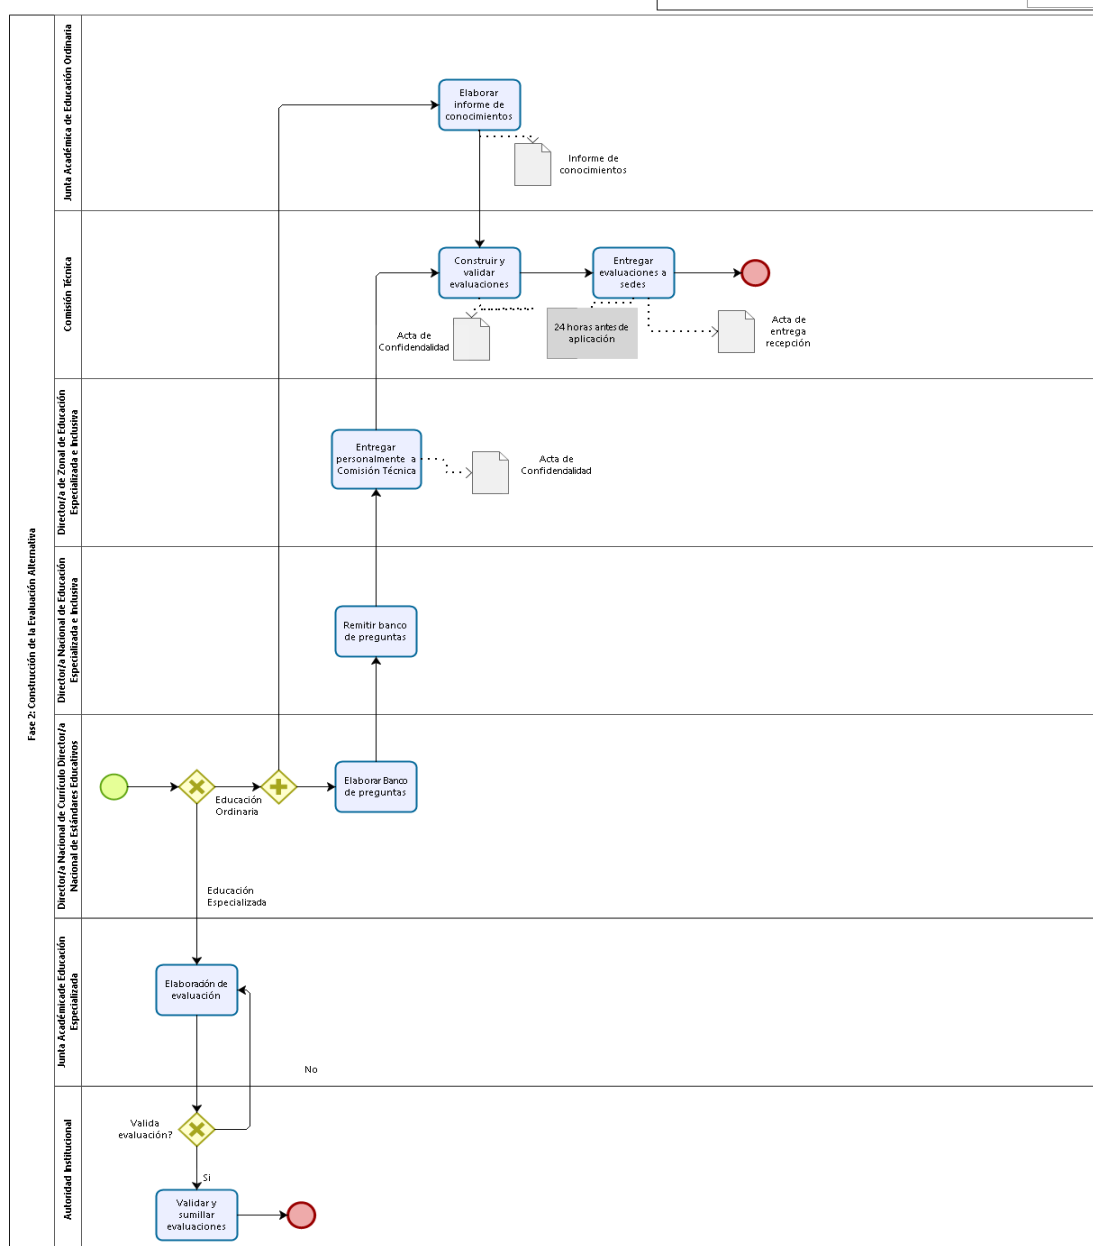 Fase 2: Construcción de la Evaluación Alternativa
Junta Académica de Educación Ordinaria
Elaborar
informe de
conocimientos
Informe de
conocimientos
Comisión Técnica
Construir y
validar
evaluaciones
Entregar
evaluaciones a
sedes
Acta de
Confidencialidad
24 horas antes de
aplicación
Acta de
entrega
recepción
Director/a de Zonal de Educación
Especializada e Inclusiva
Entregar
personalmente a
Comisión Técnica
Acta de
Confidencialidad
Director/a Nacional de Educación
Especializada e Inclusiva
Remitir banco
de preguntas
Director/a Nacional de Currículo Director/a
Nacional de Estándares Educativos
Educación
Ordinaria
Elaborar Banco
de preguntas
Educación
Especializada
Junta Académicade Educación
Especializada
Elaboración de
evaluación
No
Autoridad Institucional
Valida
evaluación?
Si
Validar y
sumillar
evaluaciones